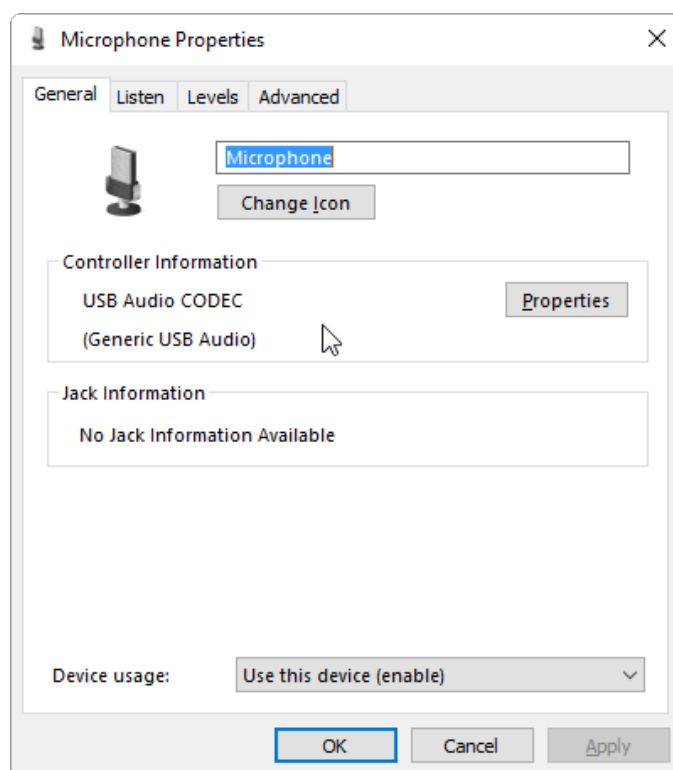 Microphone Properties
General Listen Levels Advanced
Microphone
Change Icon
Controller Information
USB Audio CODEC
Properties
(Generic USB Audio)
Jack Information
No Jack Information Available
Device usage: Use this device (enable)
OK Cancel Apply